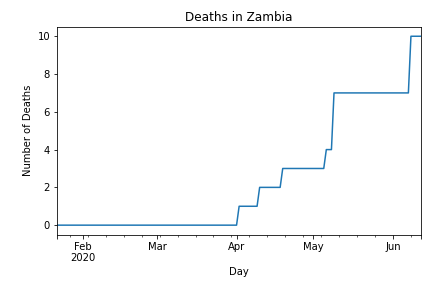 Deaths in Zambia
Number of Deaths
10
8
6
4
2
0
Feb
2020
Mar
Apr
May
Jun
Day